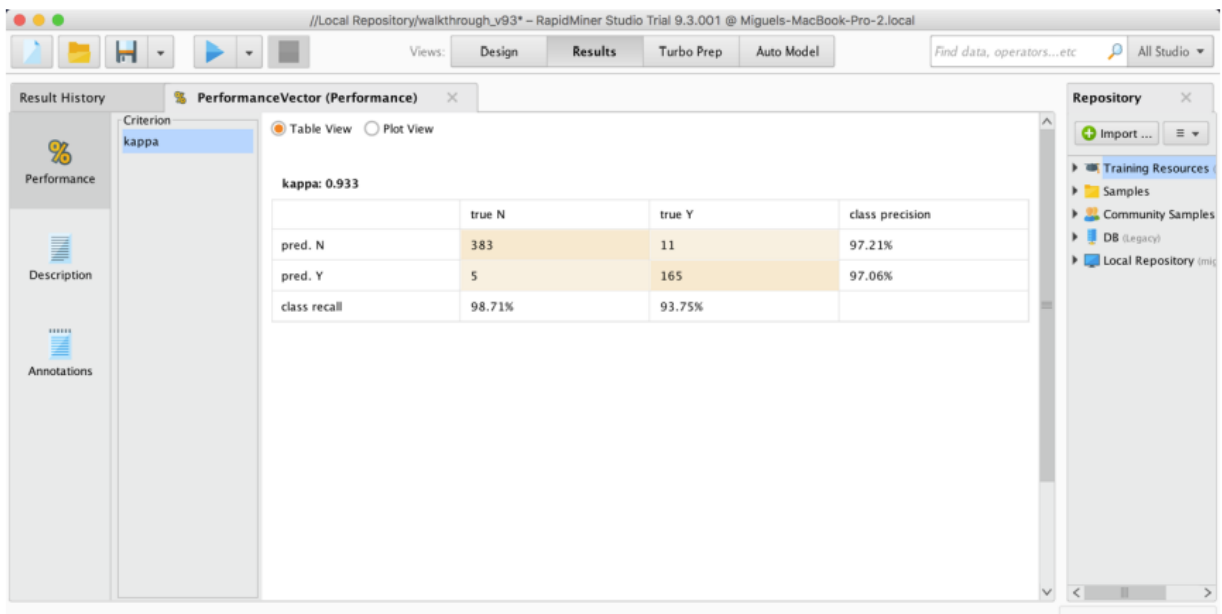 //Local Repository/walkthrough_v93* – RapidMiner Studio Trial 9.3.001 @ Miguels-MacBook-Pro-2.local
Views: Design Results Turbo Prep Auto Model Find data, operators...etc All Studio
Result History PerformanceVector (Performance) Repository
Criterion
kappa
Table View Plot View
Import ...
Performance
Training Resources
kappa: 0.933
Samples
true N true Y class precision
Community Samples
pred. N 383 11 97.21%
DB (Legacy)
pred. Y 5 165 97.06%
Local Repository (mig
Description
class recall 98.71% 93.75%
Annotations